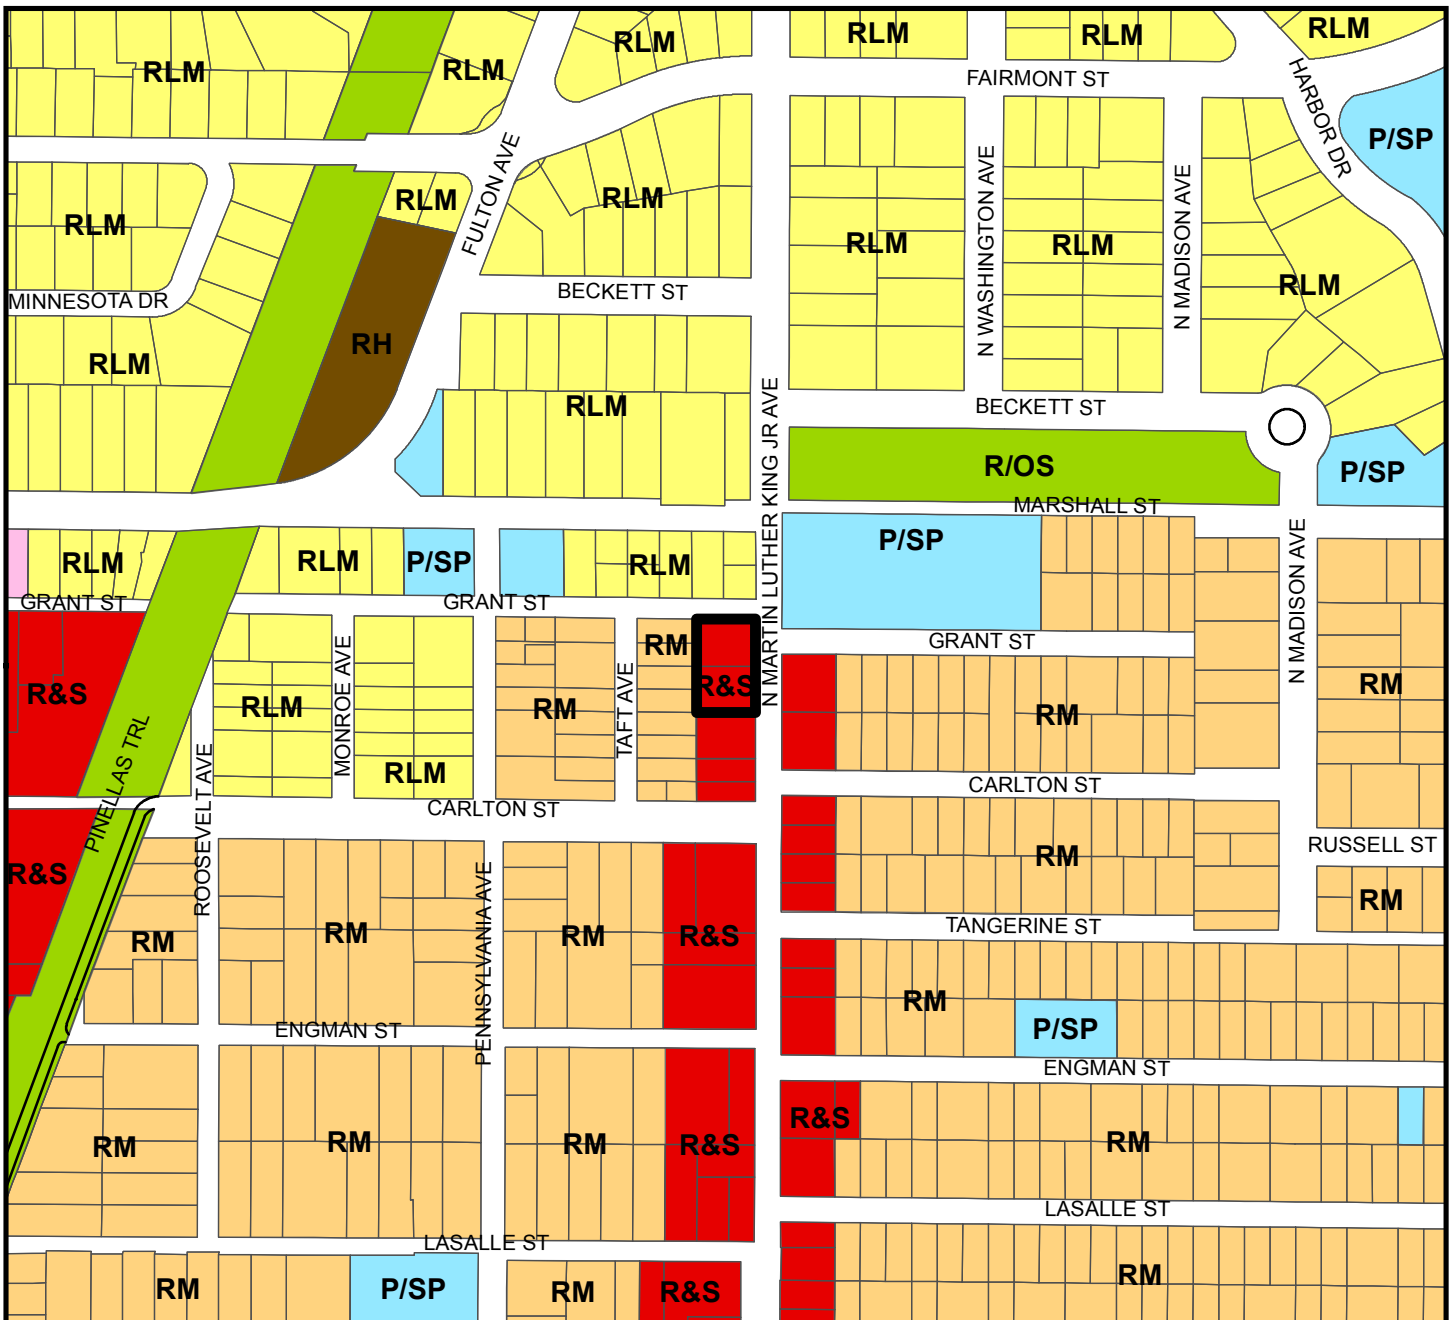 RLM
RLM
RLM
RLM
RLM
RLM
FAIRMONT ST
HARBOR DR
P/SP
FULTON AVE
N WASHINGTON AVE
N MADISON AVE
RLM
RLM
RLM
RLM
RLM
MINNESOTA DR
BECKETT ST
RLM
RH
RLM
RLM
BECKETT ST
N MARTIN LUTHER KING JR AVE
R/OS
P/SP
MARSHALL ST
RLM
RLM
P/SP
RLM
P/SP
N MADISON AVE
GRANT ST
GRANT ST
GRANT ST
R&S
RLM
MONROE AVE
RLM
RM
TAFT AVE
RM
R&S
RM
RM
PINELLAS TRL
ROOSEVELT AVE
CARLTON ST
CARLTON ST
RUSSELL ST
R&S
RM
RM
PENNSYLVANIA AVE
RM
R&S
RM
RM
TANGERINE ST
RM
P/SP
ENGMAN ST
ENGMAN ST
RM
RM
RM
R&S
R&S
RM
LASALLE ST
LASALLE ST
RM
P/SP
RM
R&S
RM